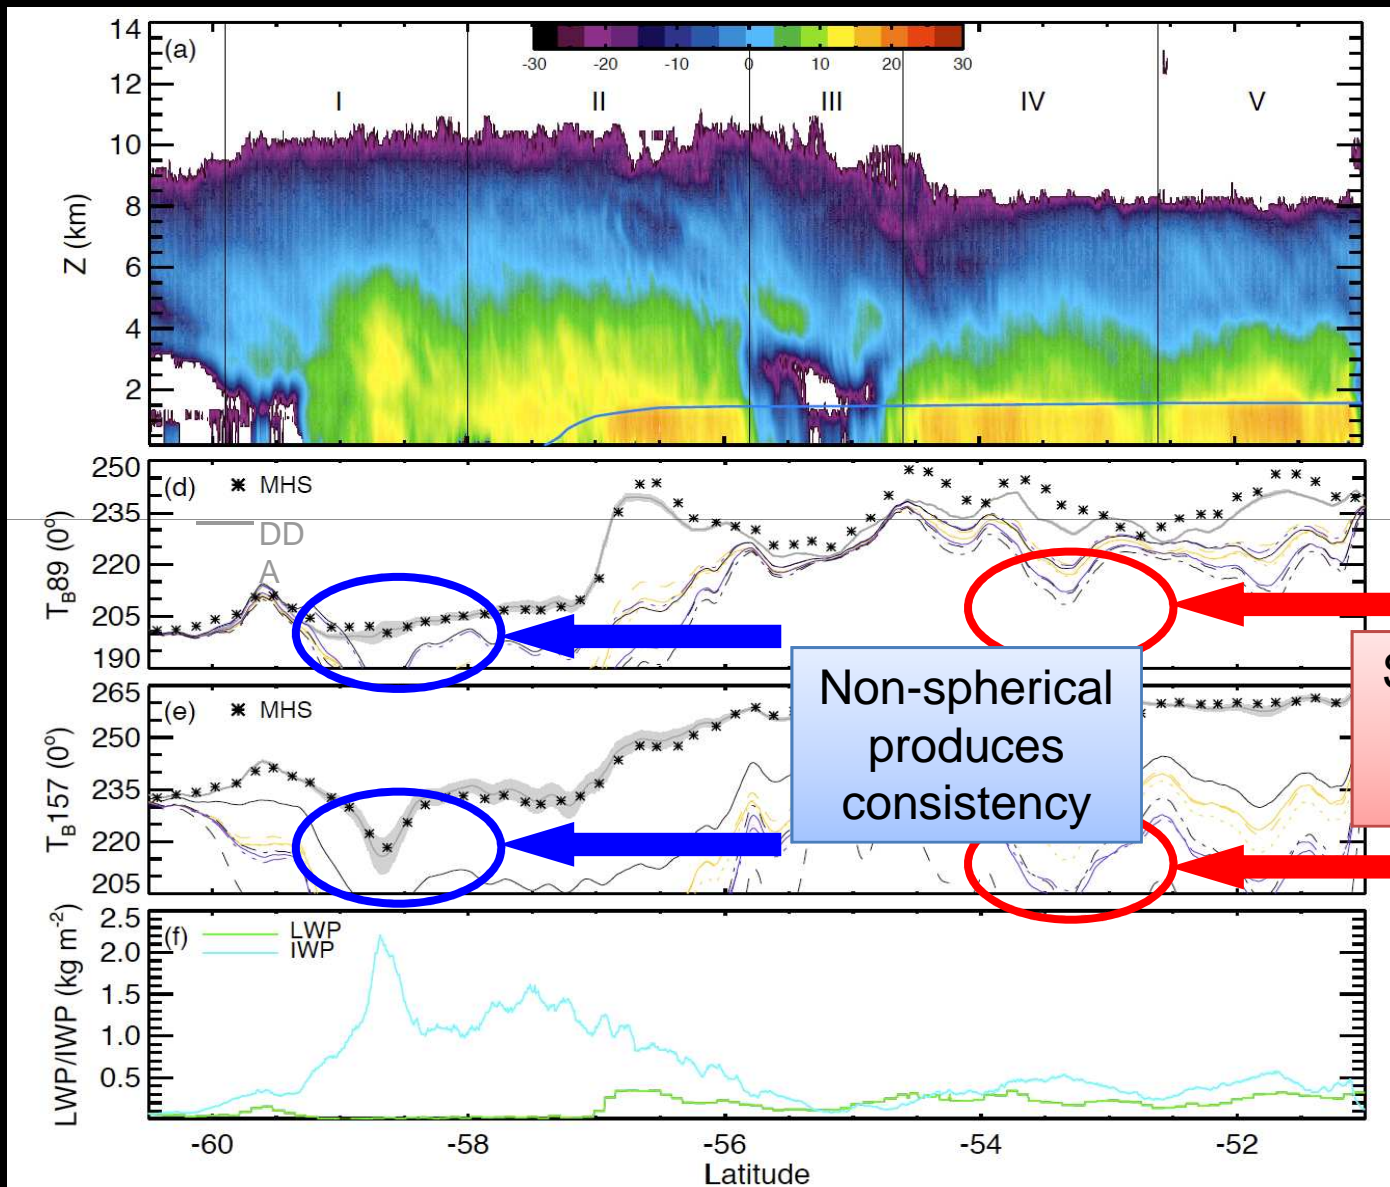 14
(a)
12
10
8
6
4
2
Z (km)
-30 -20 -10 0 10 20 30
I II III IV V
250
235
220
205
190
T_B89 (0°)
(d) ✱ MHS
DD
A
265
250
235
220
205
T_B157 (0°)
(e) ✱ MHS
Non-spherical
produces
consistency
S
2.5
2.0
1.5
1.0
0.5
LWP/IWP (kg m⁻²)
(f)
LWP
IWP
-60 -58 -56 -54 -52
Latitude